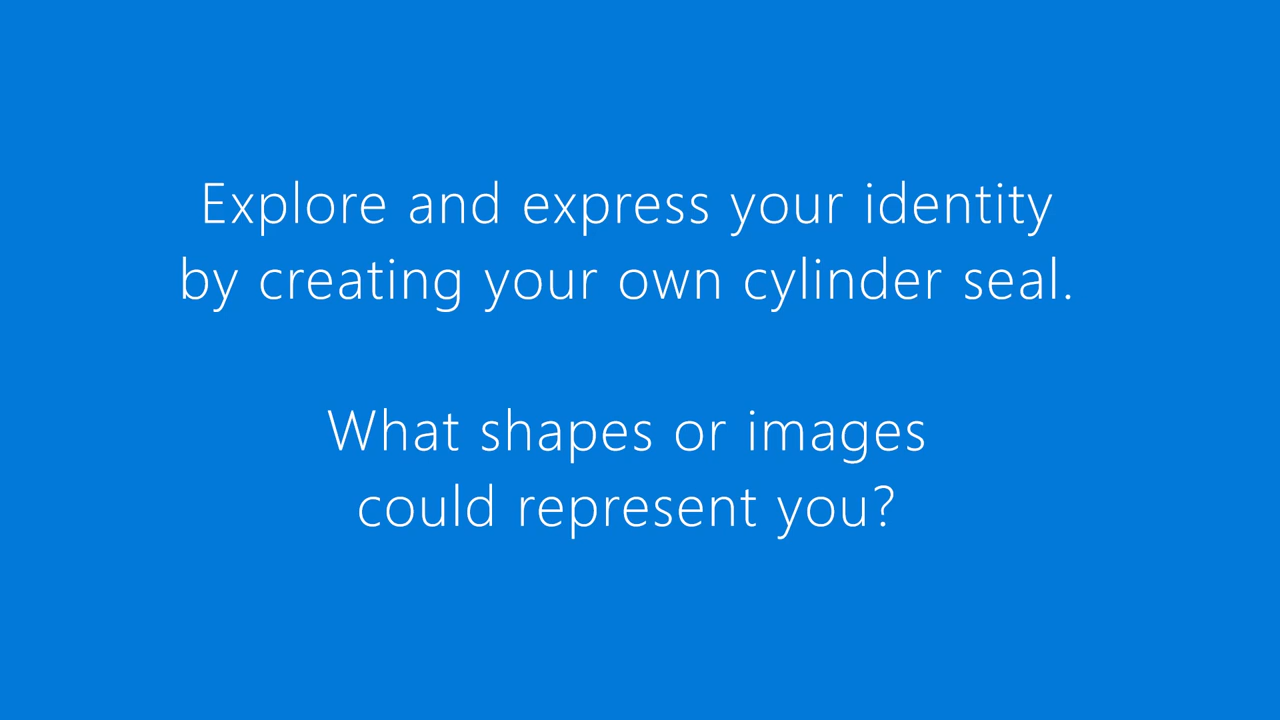 Explore and express your identity
by creating your own cylinder seal.
What shapes or images
could represent you?